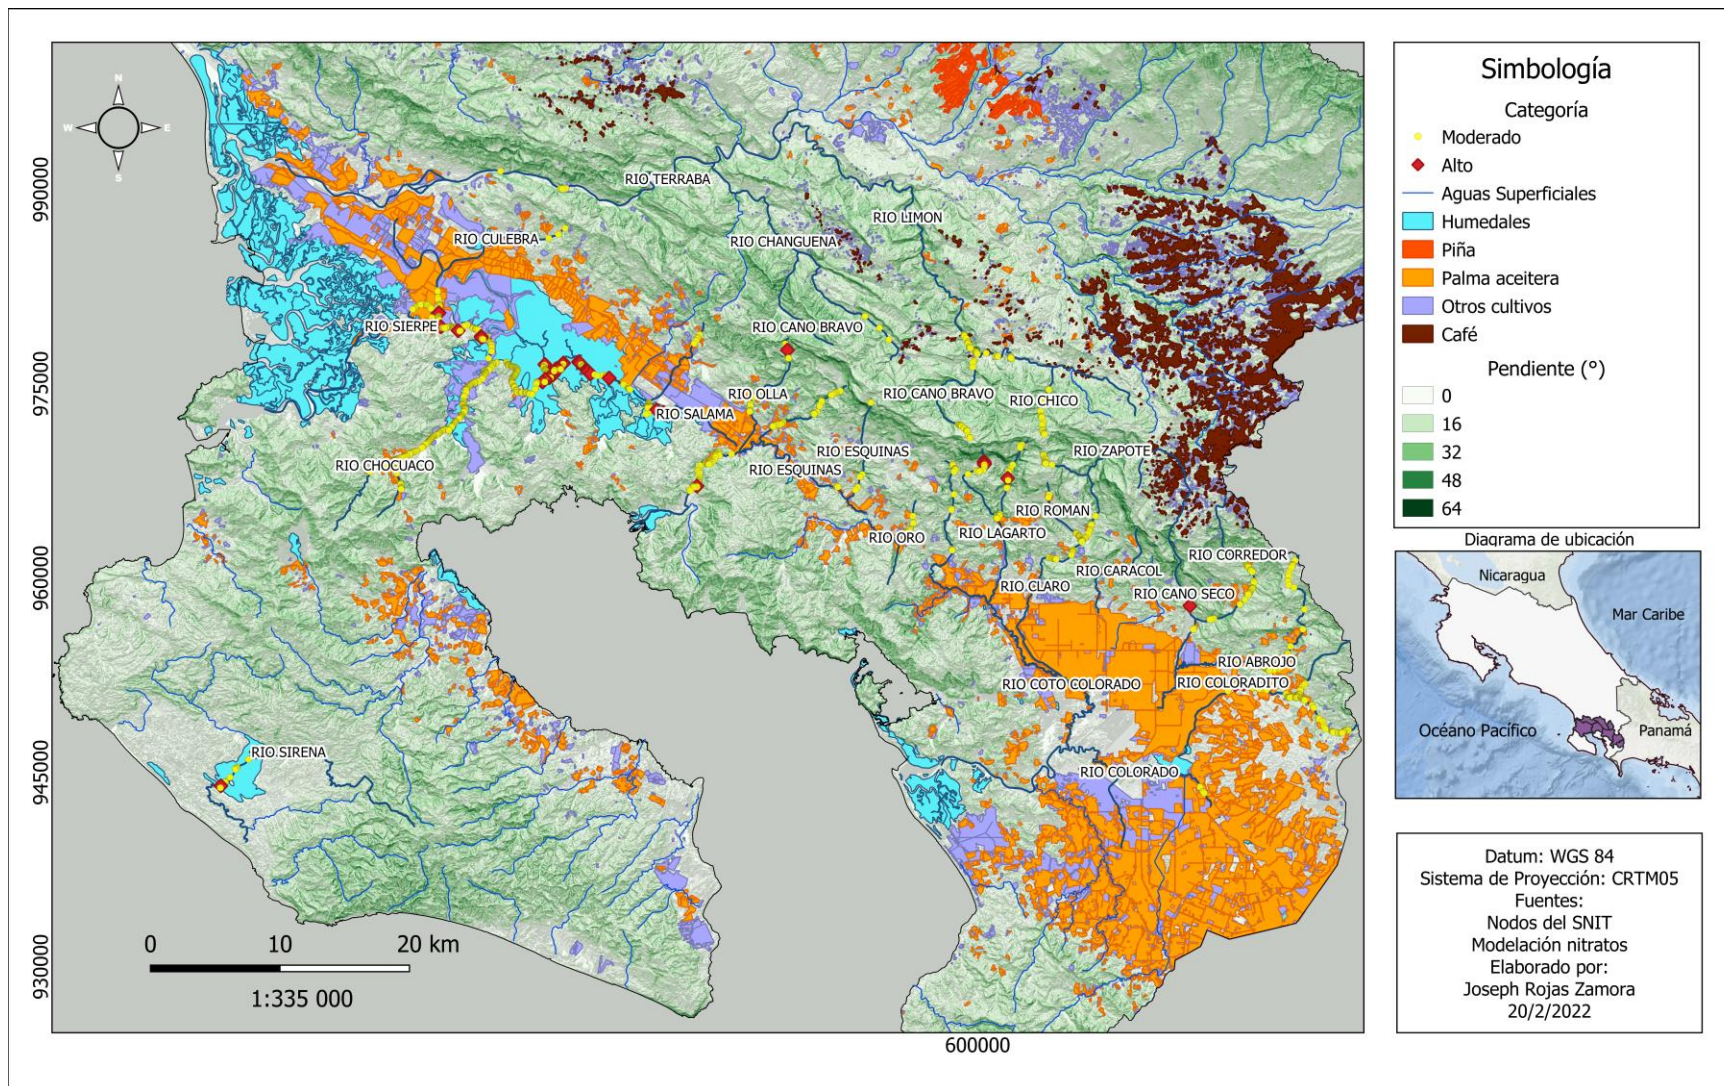 N
W
E
S
990000
975000
960000
945000
930000
600000
RIO TERRABA
RIO LIMON
RIO CULEBRA
RIO CHANGUENA
RIO SIERPE
RIO CANO BRAVO
RIO OLLA
RIO CANO BRAVO
RIO CHICO
RIO SALAMA
RIO CHOCUACO
RIO ESQUINAS
RIO ESQUINAS
RIO ZAPOTE
RIO ROMAN
RIO ORO
RIO LAGARTO
RIO CORREDOR
RIO CARACOL
RIO CLARO
RIO CANO SECO
RIO ABROJO
RIO COTO COLORADO
RIO COLORADITO
RIO SIRENA
RIO COLORADO
0 10 20 km
1:335 000
Simbología
Categoría
Moderado
Alto
Aguas Superficiales
Humedales
Piña
Palma aceitera
Otros cultivos
Café
Pendiente (°)
0
16
32
48
64
Diagrama de ubicación
Nicaragua
Mar Caribe
Océano Pacífico
Panamá
Datum: WGS 84
Sistema de Proyección: CRTM05
Fuentes:
Nodos del SNIT
Modelación nitratos
Elaborado por:
Joseph Rojas Zamora
20/2/2022